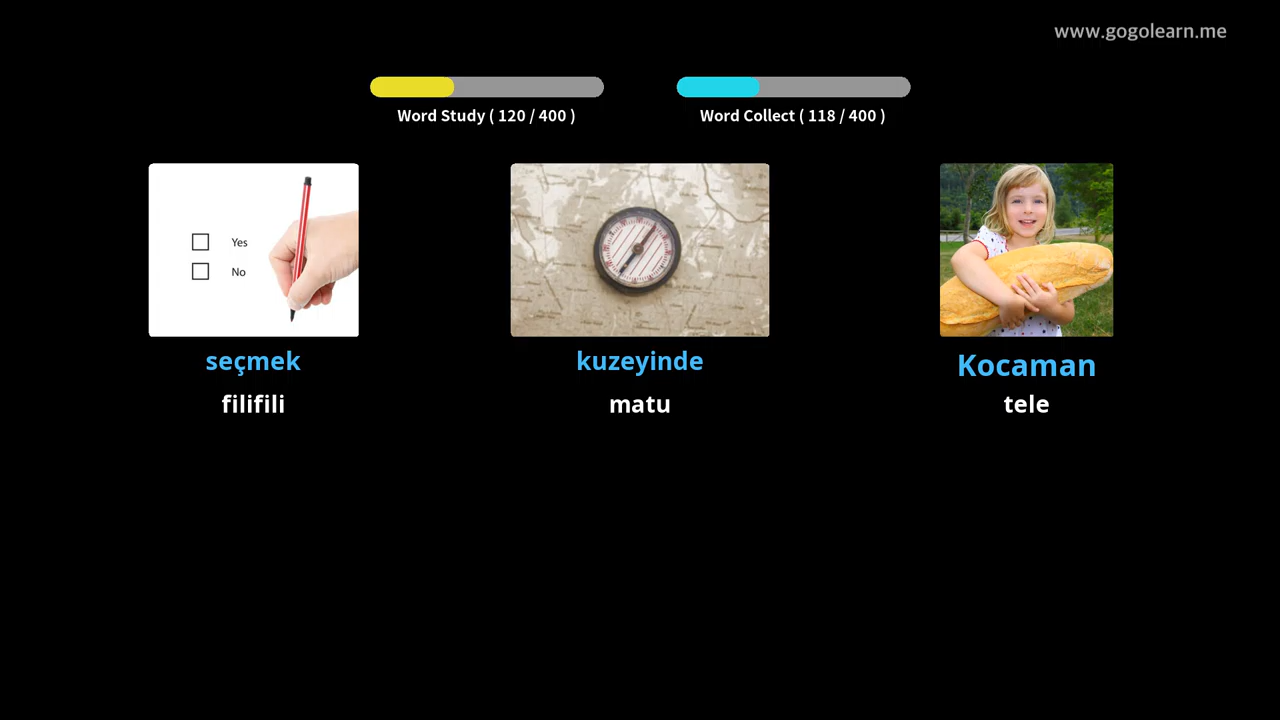 www.gogolearn.me
Word Study ( 120 / 400 )
Word Collect ( 118 / 400 )
Yes
No
seçmek
kuzeyinde
Kocaman
filifili
matu
tele